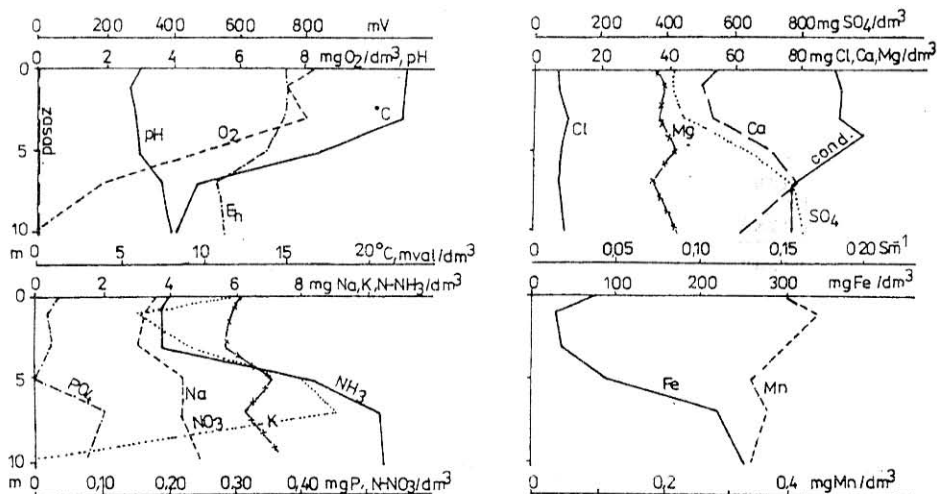 0 200 400 600 800 mV
0 2 4 6 8 mg O2/dm3, pH
0
5
10
m
pbsdz
pH
O2
°C
Eh
0 5 10 15 20°C, mval/dm3
0 200 400 600 800 mg SO4/dm3
0 20 40 60 80 mg Cl, Ca, Mg/dm3
Cl
Mg
Ca
cond.
SO4
0 0,05 0,1 0,15 0,20 Sm-1
0 2 4 6 8 mg Na, K, N-NH3/dm3
0
5
10
m
PO4
Na
NO3
K
NH3
0 0,10 0,20 0,30 0,40 mg P, N-NO3/dm3
0 100 200 300 mg Fe/dm3
Fe
Mn
0 0,2 0,4 mg Mn/dm3